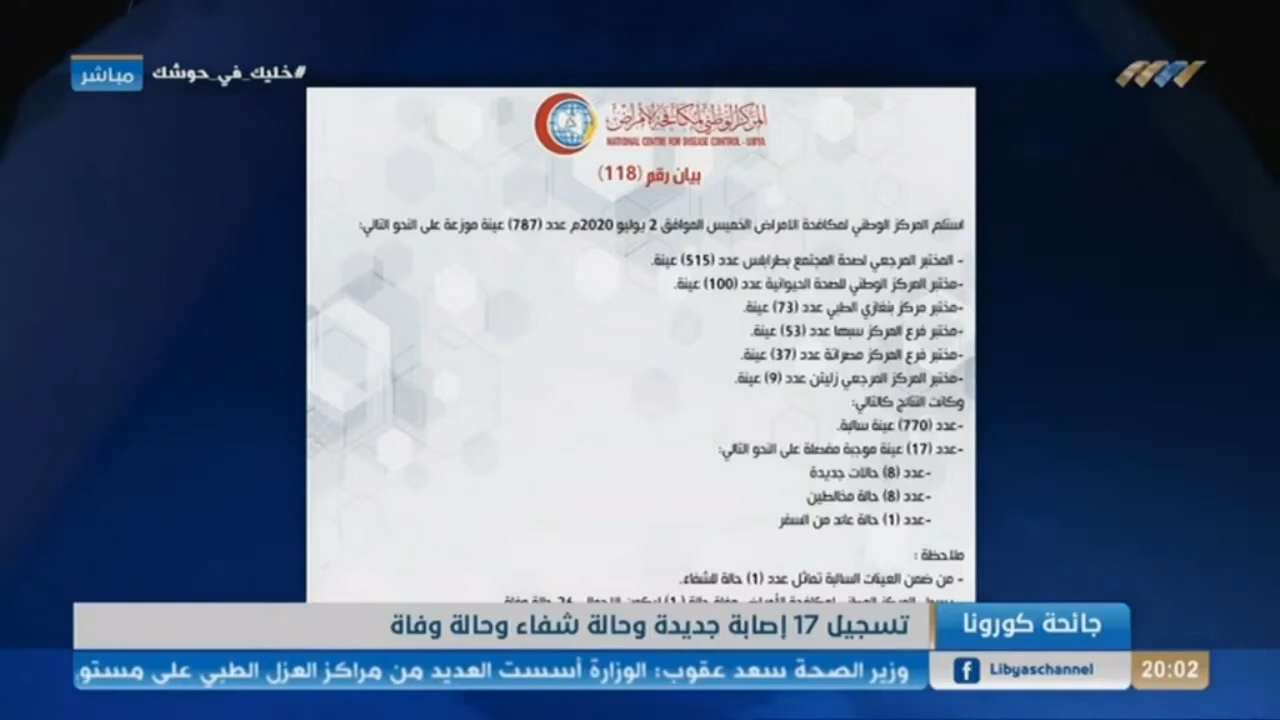 مباشر
#خليك_في_حوشك
المركز الوطني لمكافحة الأمراض
NATIONAL CENTRE FOR DISEASE CONTROL - LIBYA
بيان رقم (118)
استلم المركز الوطني لمكافحة الامراض الخميس الموافق 2 يوليو 2020م عدد (787) عينة موزعة على النحو التالي:
- المختبر المرجعي لصحة المجتمع بطرابلس عدد (515) عينة.
-مختبر المركز الوطني للصحة الحيوانية عدد (100) عينة.
-مختبر مركز بنغازي الطبي عدد (73) عينة.
-مختبر فرع المركز سبها عدد (53) عينة.
-مختبر فرع المركز مصراتة عدد (37) عينة.
-مختبر المركز المرجعي زليتن عدد (9) عينة.
وكانت النتائج كالتالي:
-عدد (770) عينة سالبة.
-عدد (17) عينة موجبة مفصلة على النحو التالي:
-عدد (8) حالات جديدة
-عدد (8) حالة مخالطين
-عدد (1) حالة عائد من السفر
ملاحظة :
- من ضمن العينات السالبة تماثل عدد (1) حالة للشفاء.
جائحة كورونا
تسجيل 17 إصابة جديدة وحالة شفاء وحالة وفاة
20:02
Libyaschannel
وزير الصحة سعد عقوب: الوزارة أسست العديد من مراكز العزل الطبي على مستو